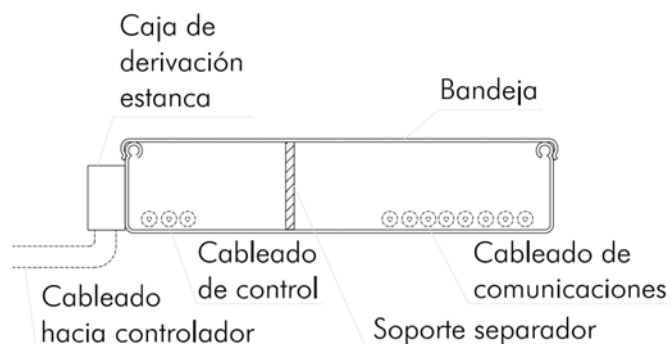 Caja de
derivación
estanca
Bandeja
Cableado
de control
Cableado de
comunicaciones
Cableado
hacia controlador
Soporte separador